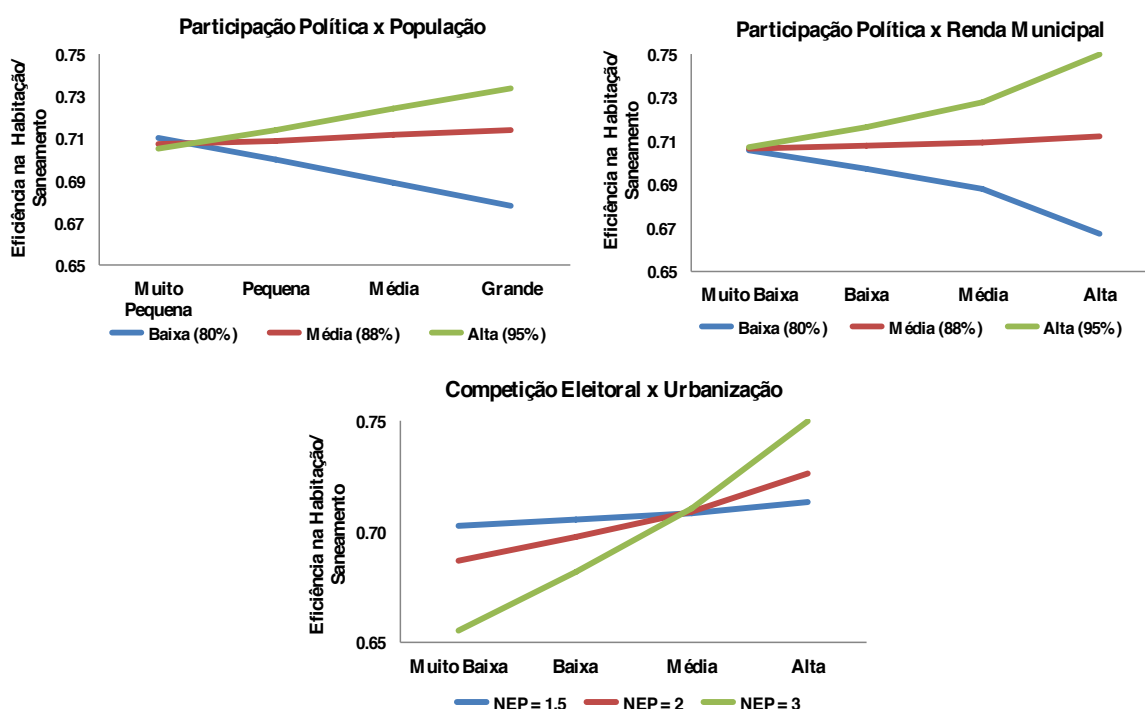 Participação Política x População
Eficiência na Habitação/
Saneamento
0.75
0.73
0.71
0.69
0.67
0.65
Muito
Pequena
Pequena
Média
Grande
Baixa (80%)
Média (88%)
Alta (95%)
Participação Política x Renda Municipal
Eficiência na Habitação/
Saneamento
0.75
0.73
0.71
0.69
0.67
0.65
Muito Baixa
Baixa
Média
Alta
Baixa (80%)
Média (88%)
Alta (95%)
Competição Eleitoral x Urbanização
Eficiência na Habitação/
Saneamento
0.75
0.70
0.65
Muito Baixa
Baixa
Média
Alta
NEP = 1.5
NEP = 2
NEP = 3